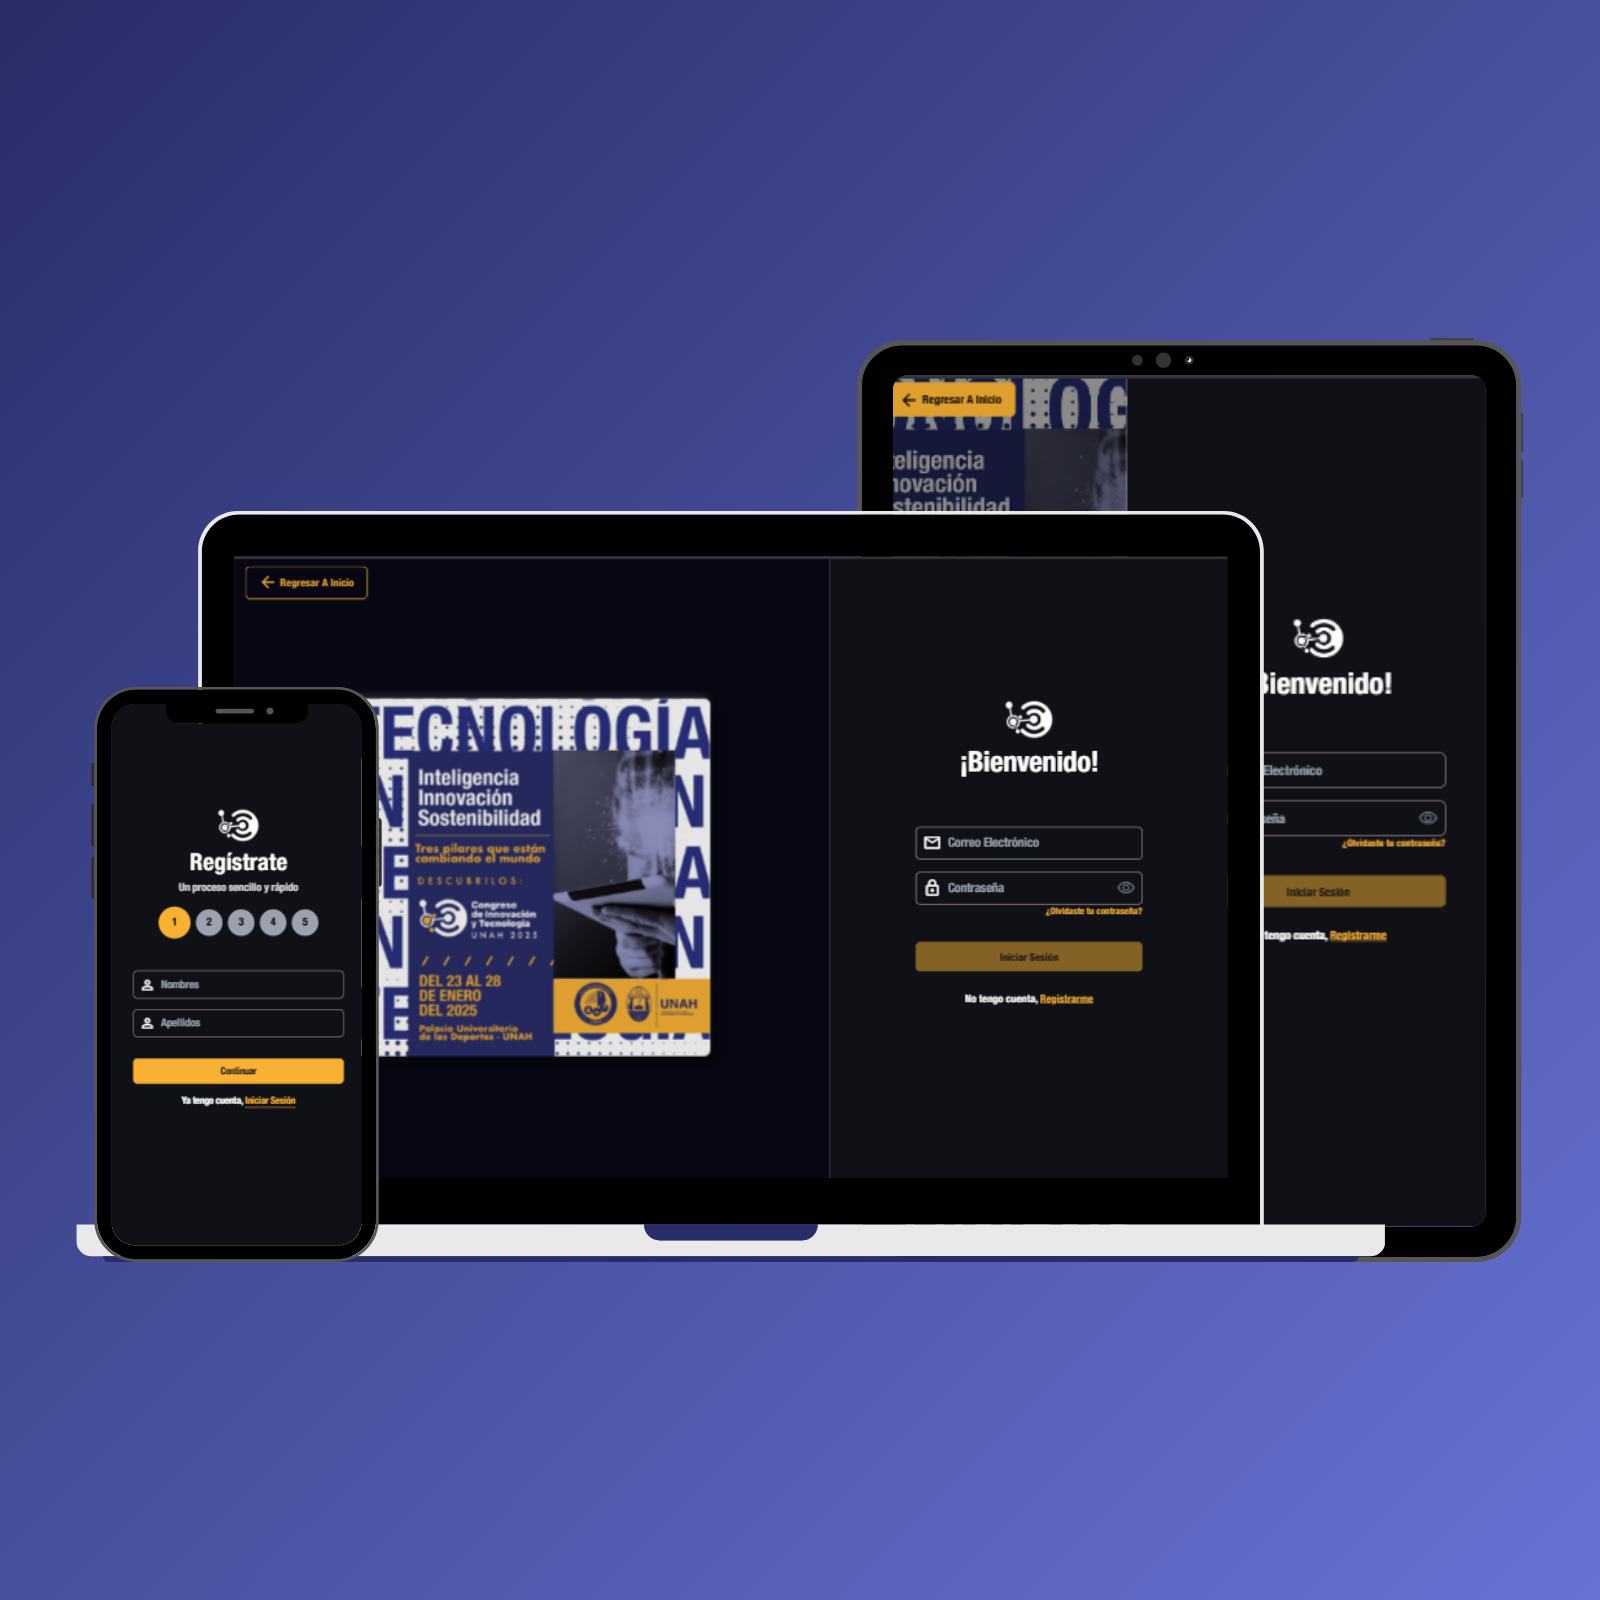 Regresar A Inicio
teligencia
novación
stenibilidad
Bienvenido!
Electrónico
seña
¿Olvidaste tu contraseña?
Iniciar Sesión
tengo cuenta, Registrarme
Regresar A Inicio
TECNOLOGÍA
Inteligencia
Innovación
Sostenibilidad
Tres pilares que están
cambiando el mundo
DESCUBRILOS:
Congreso
de Innovación
y Tecnología
UNAH 2025
DEL 23 AL 28
DE ENERO
DEL 2025
Palacio Universitario
de los Deportes - UNAH
UNAH
¡Bienvenido!
Correo Electrónico
Contraseña
¿Olvidaste tu contraseña?
Iniciar Sesión
No tengo cuenta, Registrarme
Regístrate
Un proceso sencillo y rápido
1 2 3 4 5
Nombres
Apellidos
Continuar
Ya tengo cuenta, Iniciar Sesión